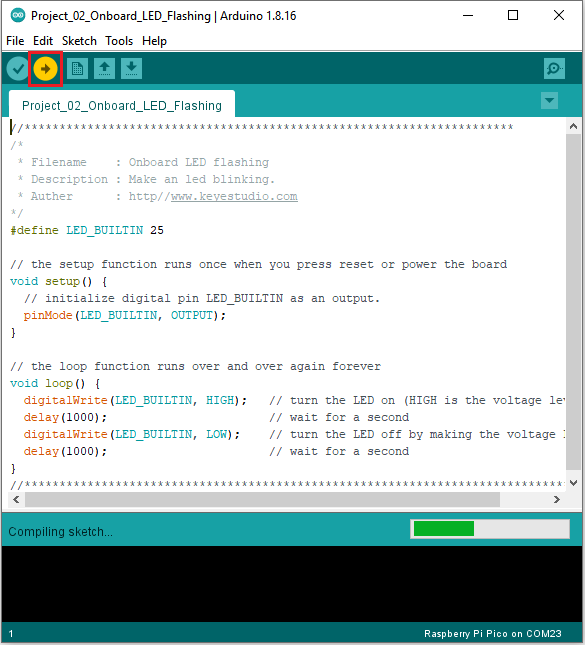 Project_02_Onboard_LED_Flashing | Arduino 1.8.16
File Edit Sketch Tools Help
Project_02_Onboard_LED_Flashing
//**********************************************************************
/*
 * Filename    : Onboard LED flashing
 * Description : Make an led blinking.
 * Auther      : http//www.keyestudio.com
*/
#define LED_BUILTIN 25

// the setup function runs once when you press reset or power the board
void setup() {
  // initialize digital pin LED_BUILTIN as an output.
  pinMode(LED_BUILTIN, OUTPUT);
}

// the loop function runs over and over again forever
void loop() {
  digitalWrite(LED_BUILTIN, HIGH);   // turn the LED on (HIGH is the voltage
  delay(1000);                       // wait for a second
  digitalWrite(LED_BUILTIN, LOW);    // turn the LED off by making the voltage
  delay(1000);                       // wait for a second
}
//********************************************************************************
Compiling sketch...
1
Raspberry Pi Pico on COM23